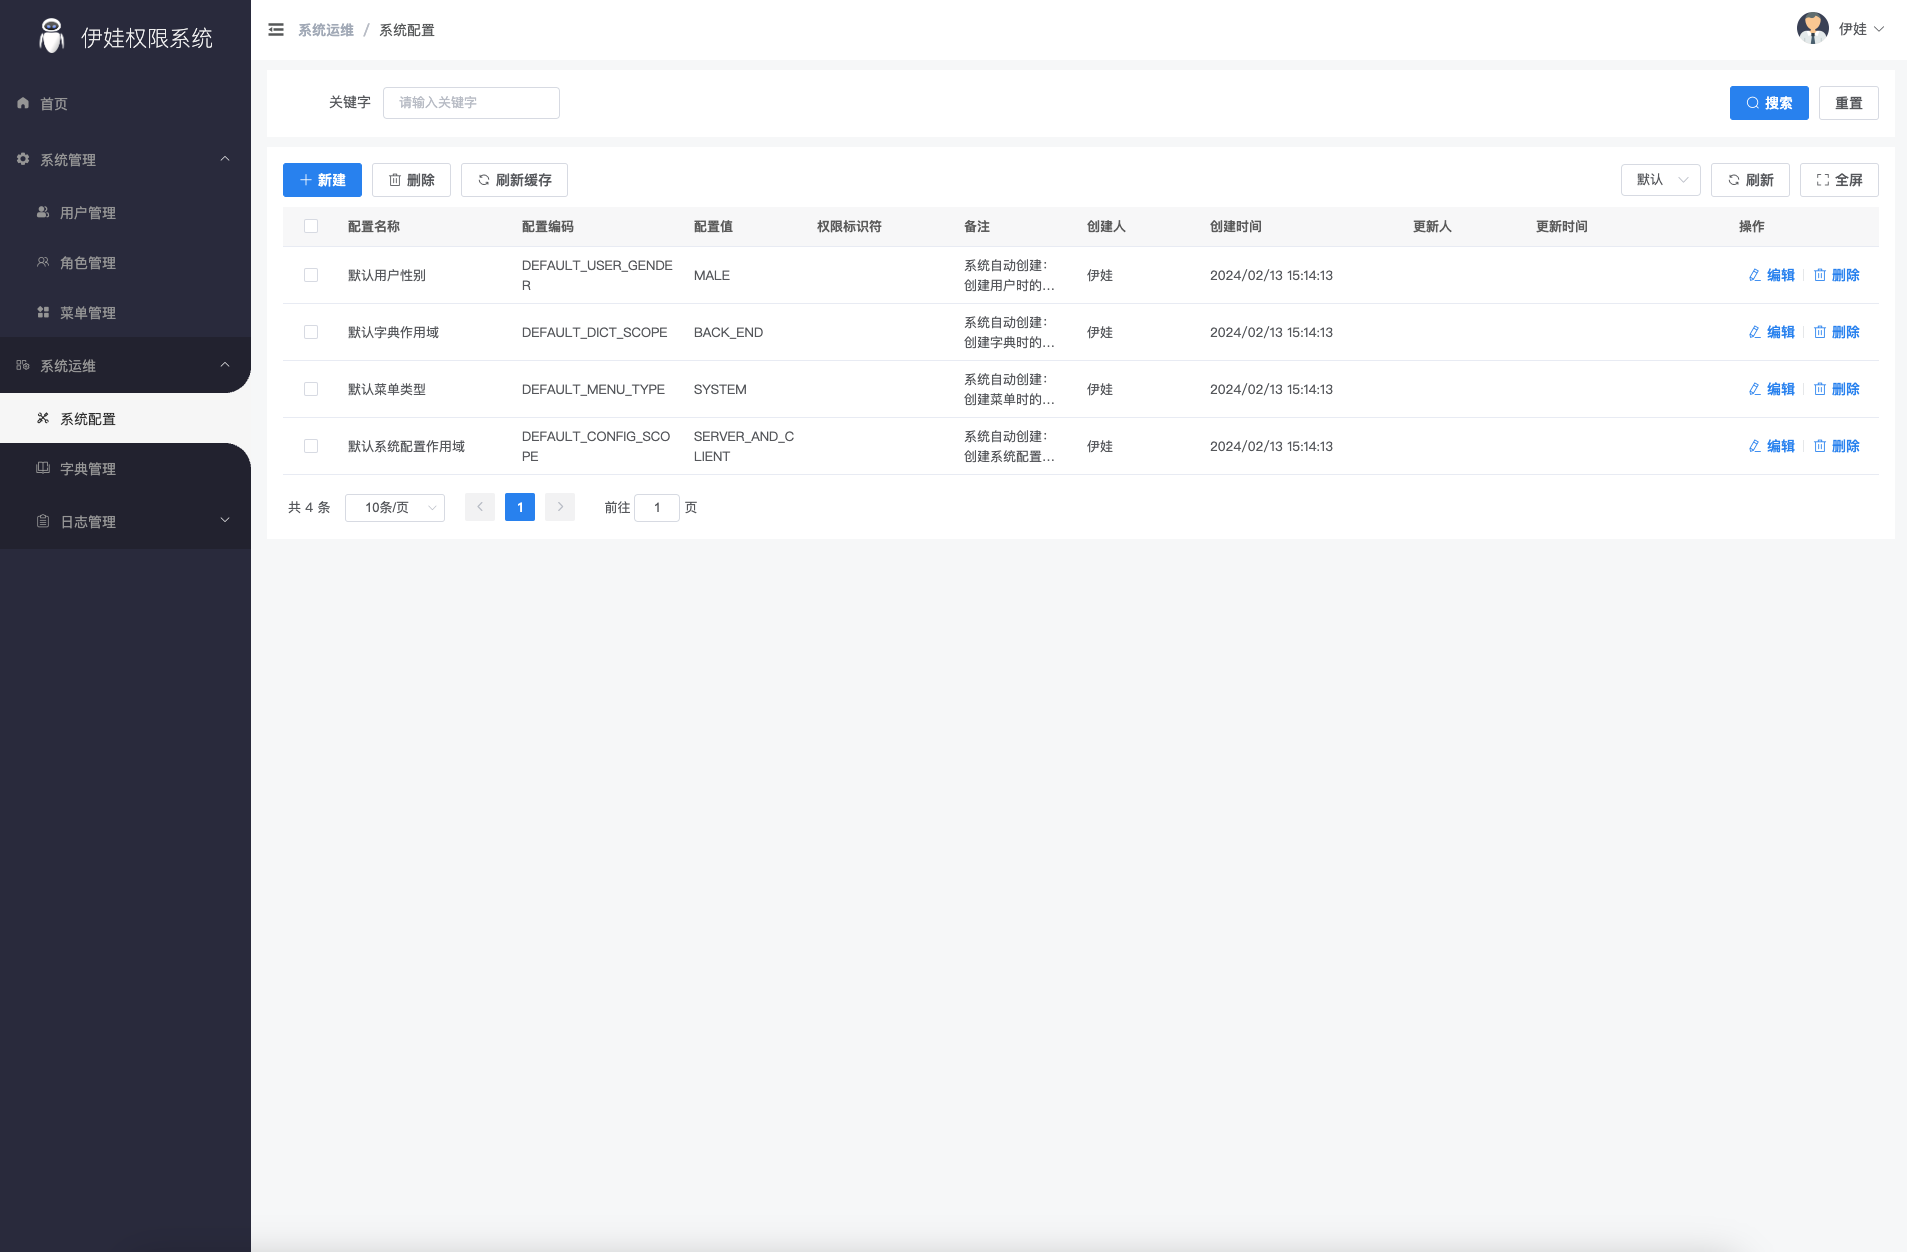 伊娃权限系统
系统运维 / 系统配置
伊娃
首页
系统管理
用户管理
角色管理
菜单管理
系统运维
系统配置
字典管理
日志管理
关键字 请输入关键字 搜索 重置
新建 删除 刷新缓存 默认 刷新 全屏
配置名称 配置编码 配置值 权限标识符 备注 创建人 创建时间 更新人 更新时间 操作
默认用户性别 DEFAULT_USER_GENDER MALE 系统自动创建：创建用户时的... 伊娃 2024/02/13 15:14:13 编辑 删除
默认字典作用域 DEFAULT_DICT_SCOPE BACK_END 系统自动创建：创建字典时的... 伊娃 2024/02/13 15:14:13 编辑 删除
默认菜单类型 DEFAULT_MENU_TYPE SYSTEM 系统自动创建：创建菜单时的... 伊娃 2024/02/13 15:14:13 编辑 删除
默认系统配置作用域 DEFAULT_CONFIG_SCOPE SERVER_AND_CLIENT 系统自动创建：创建系统配置... 伊娃 2024/02/13 15:14:13 编辑 删除
共 4 条 10条/页 1 前往 1 页